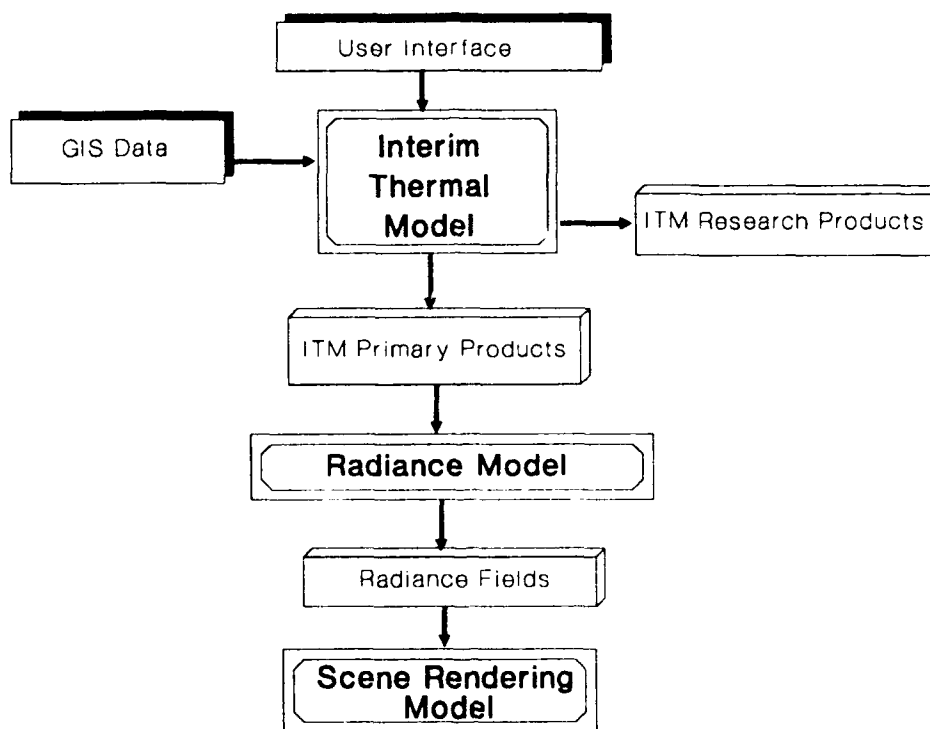 User Interface
GIS Data
Interim
Thermal
Model
ITM Research Products
ITM Primary Products
Radiance Model
Radiance Fields
Scene Rendering
Model